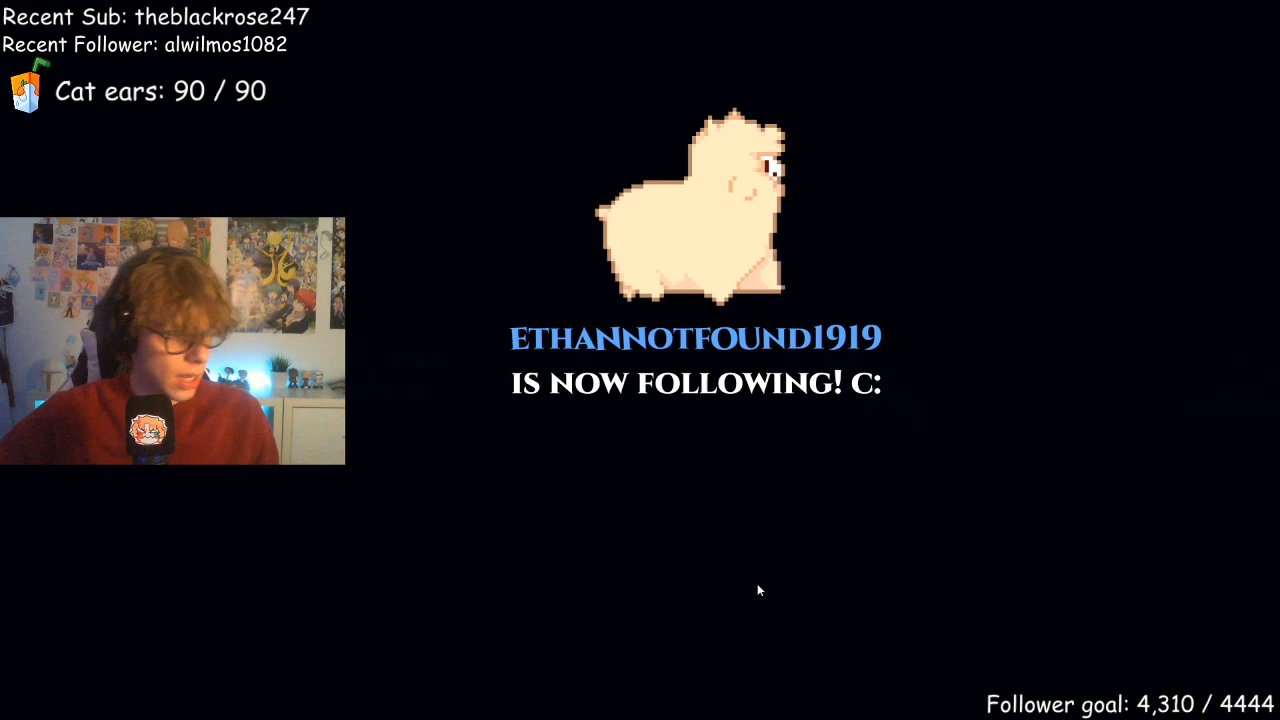 Recent Sub: theblackrose247
Recent Follower: alwilmos1082
Cat ears: 90 / 90
ETHANNOTFOUND1919
IS NOW FOLLOWING! C:
Follower goal: 4,310 / 4444